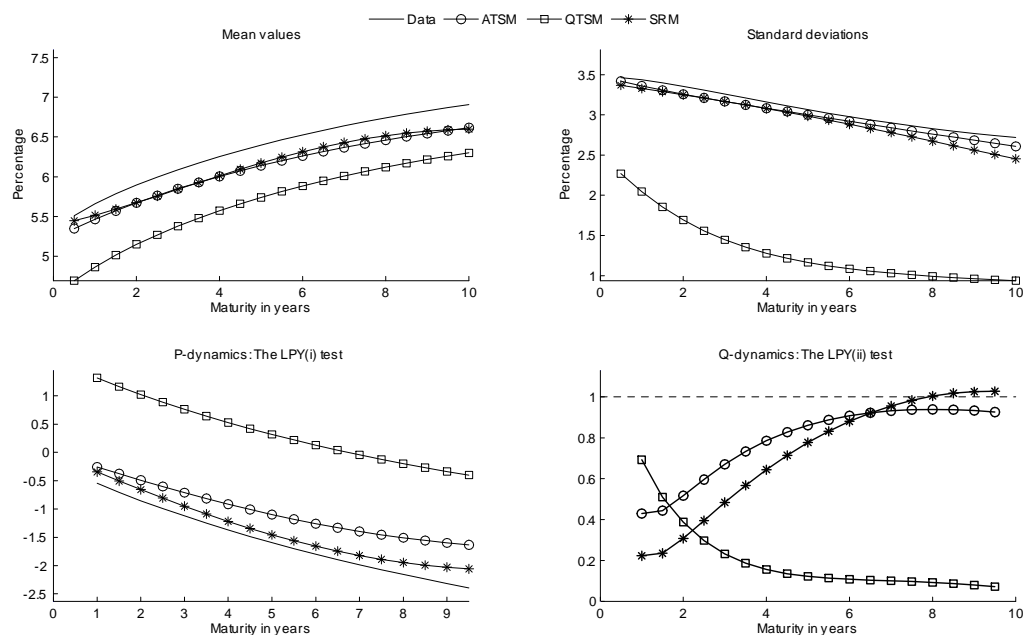 Data ATSM QTSM SRM
Mean values
Standard deviations
7.5
7
6.5
6
5.5
5
Percentage
0 2 4 6 8 10
Maturity in years
3.5
3
2.5
2
1.5
1
Percentage
0 2 4 6 8 10
Maturity in years
P-dynamics: The LPY(i) test
Q-dynamics: The LPY(ii) test
1
0.5
0
-0.5
-1
-1.5
-2
-2.5
0 1 2 3 4 5 6 7 8 9
Maturity in years
1
0.8
0.6
0.4
0.2
0
0 2 4 6 8 10
Maturity in years